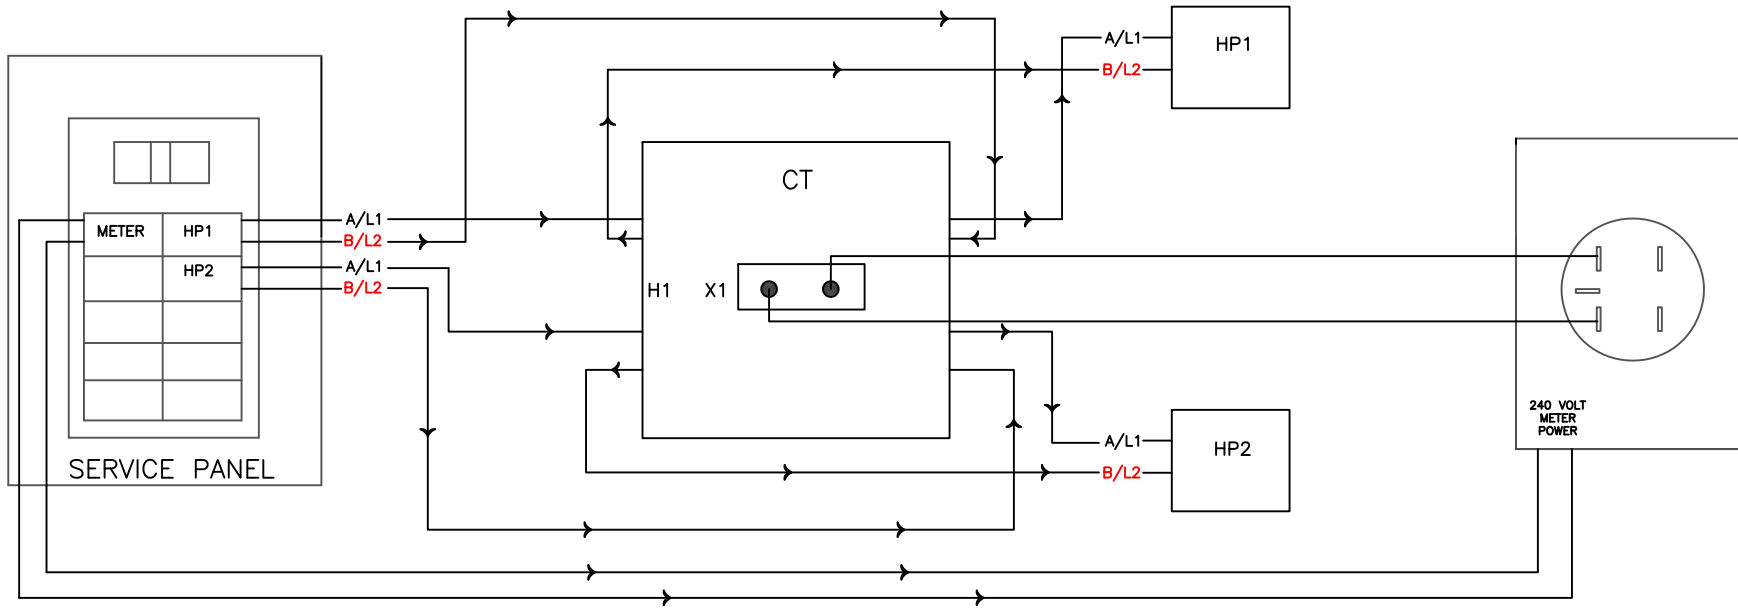 A/L1
HP1
B/L2
CT
METER
HP1
A/L1
B/L2
HP2
A/L1
B/L2
H1
X1
240 VOLT
METER
POWER
A/L1
HP2
B/L2
SERVICE PANEL